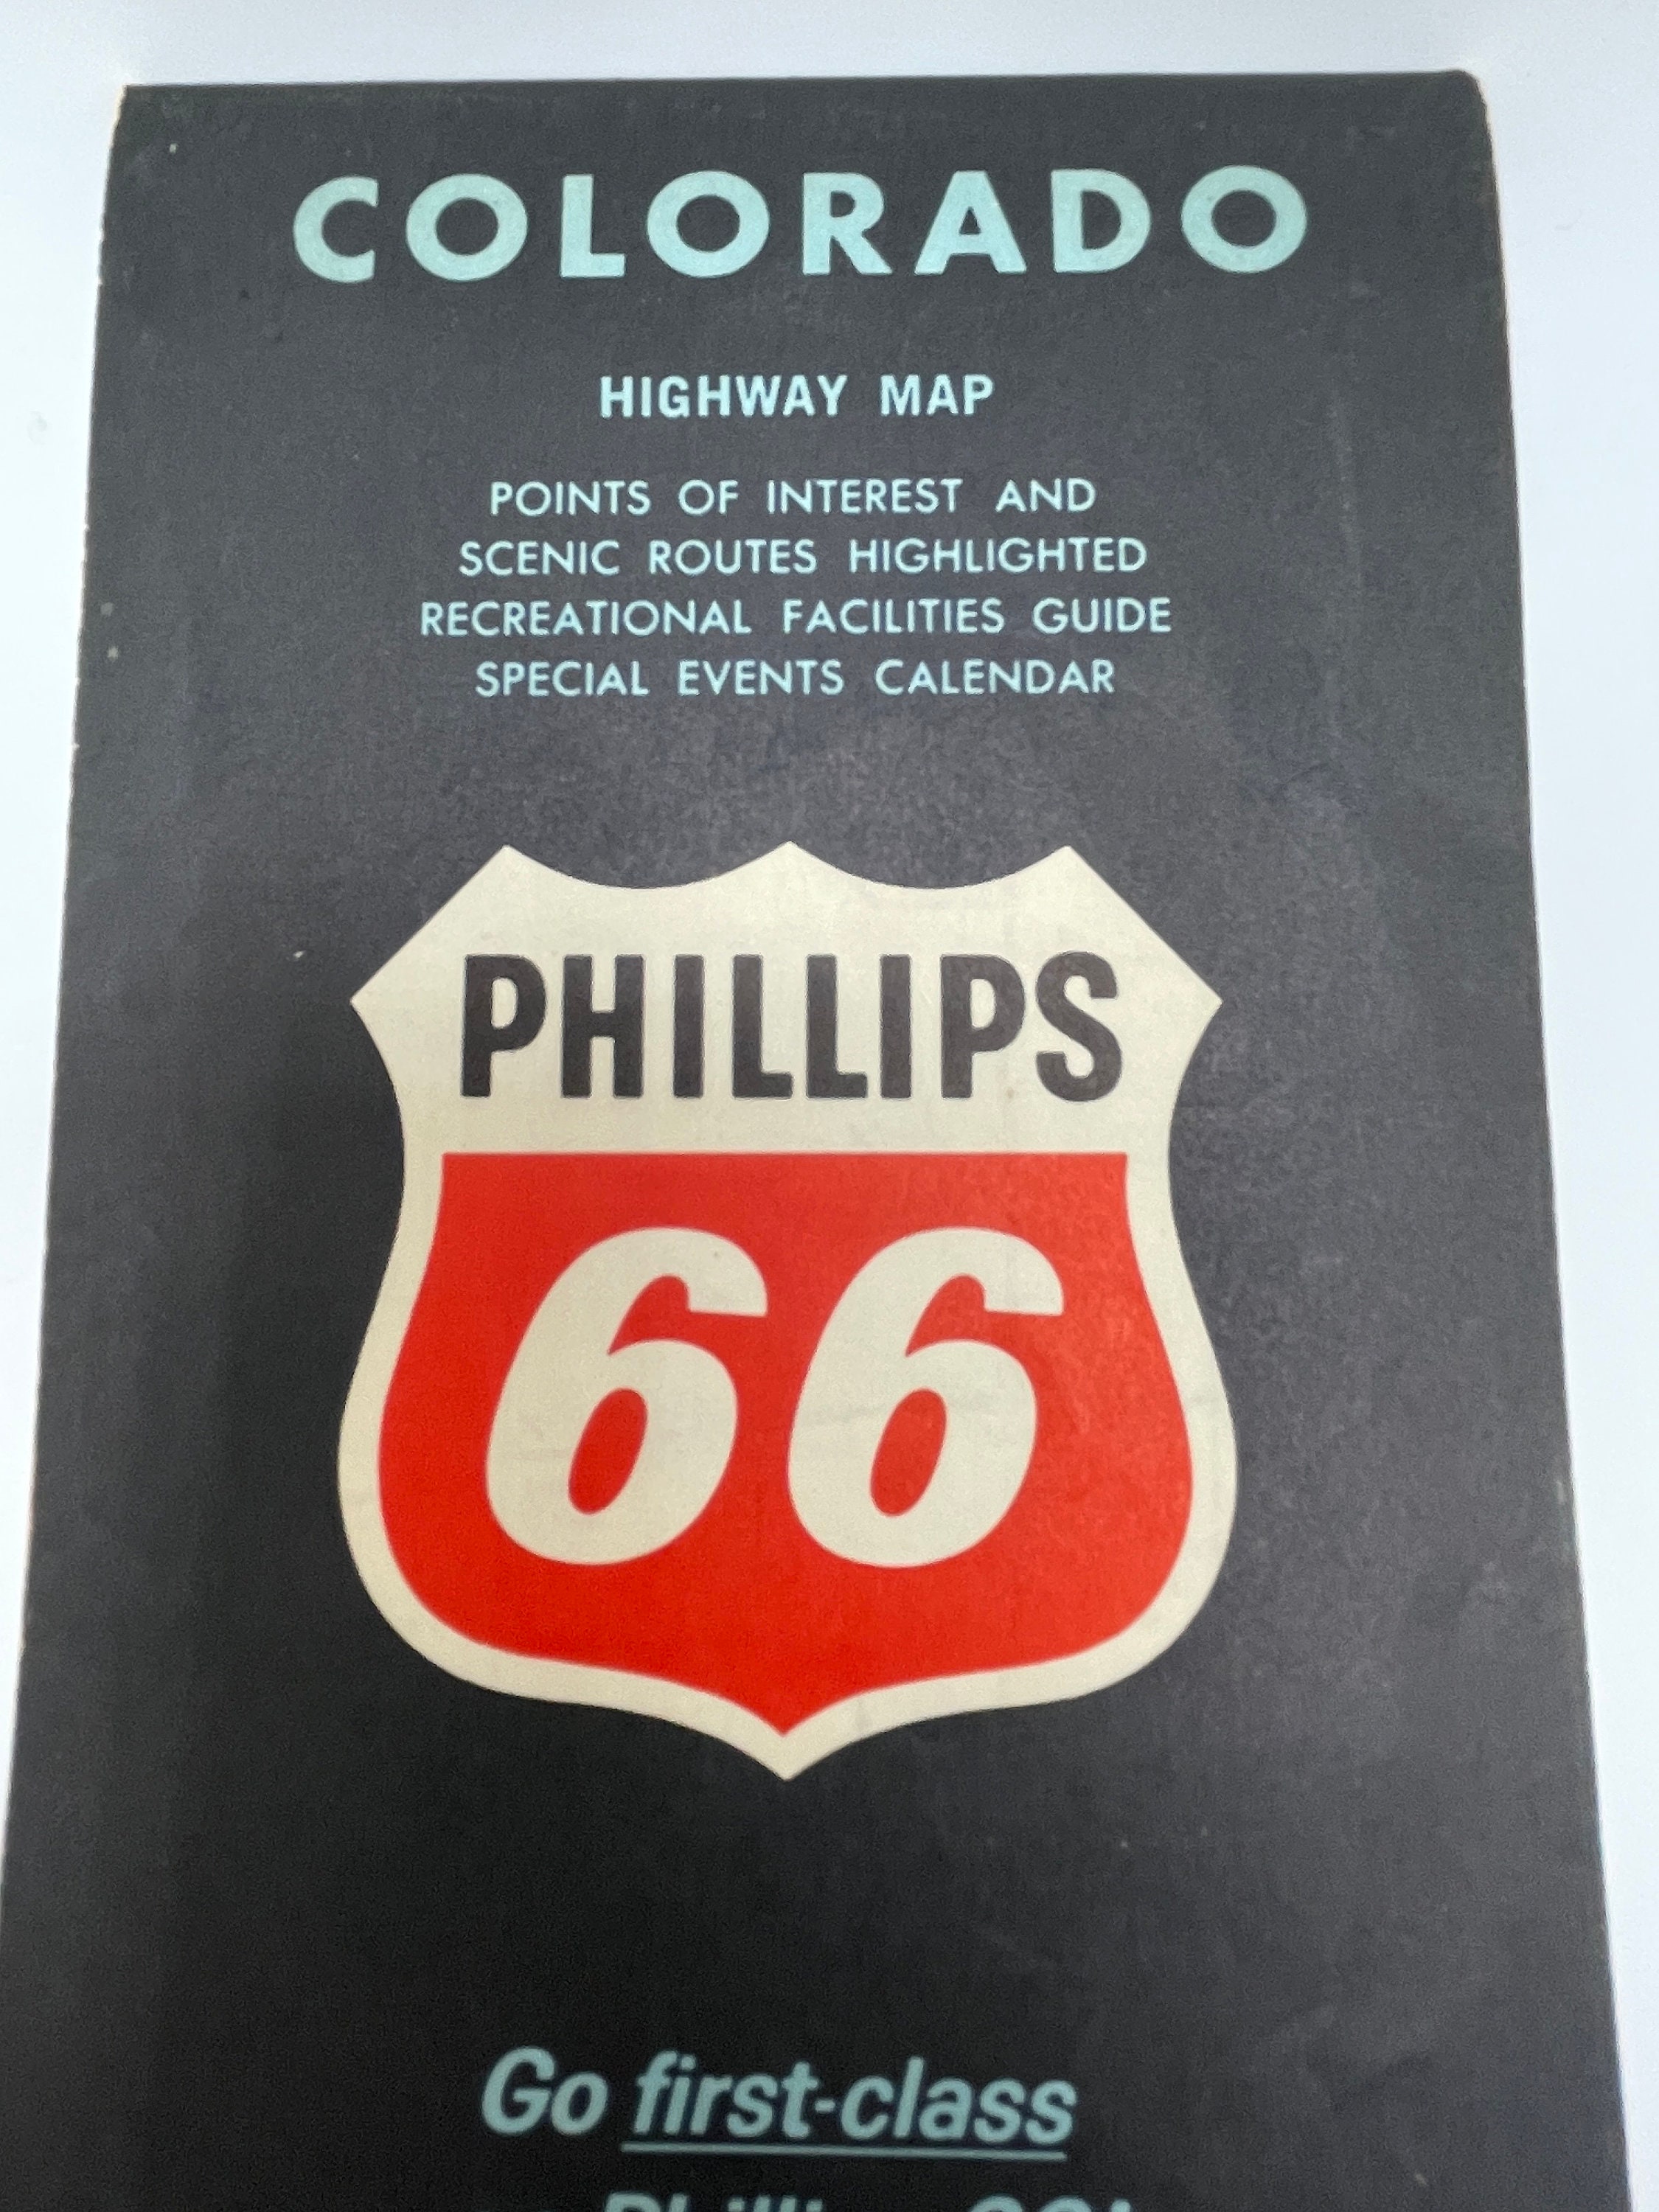 COLORADO
HIGHWAY MAP
POINTS OF INTEREST AND
SCENIC ROUTES HIGHLIGHTED
RECREATIONAL FACILITIES GUIDE
SPECIAL EVENTS CALENDAR
PHILLIPS
66
Go first-class